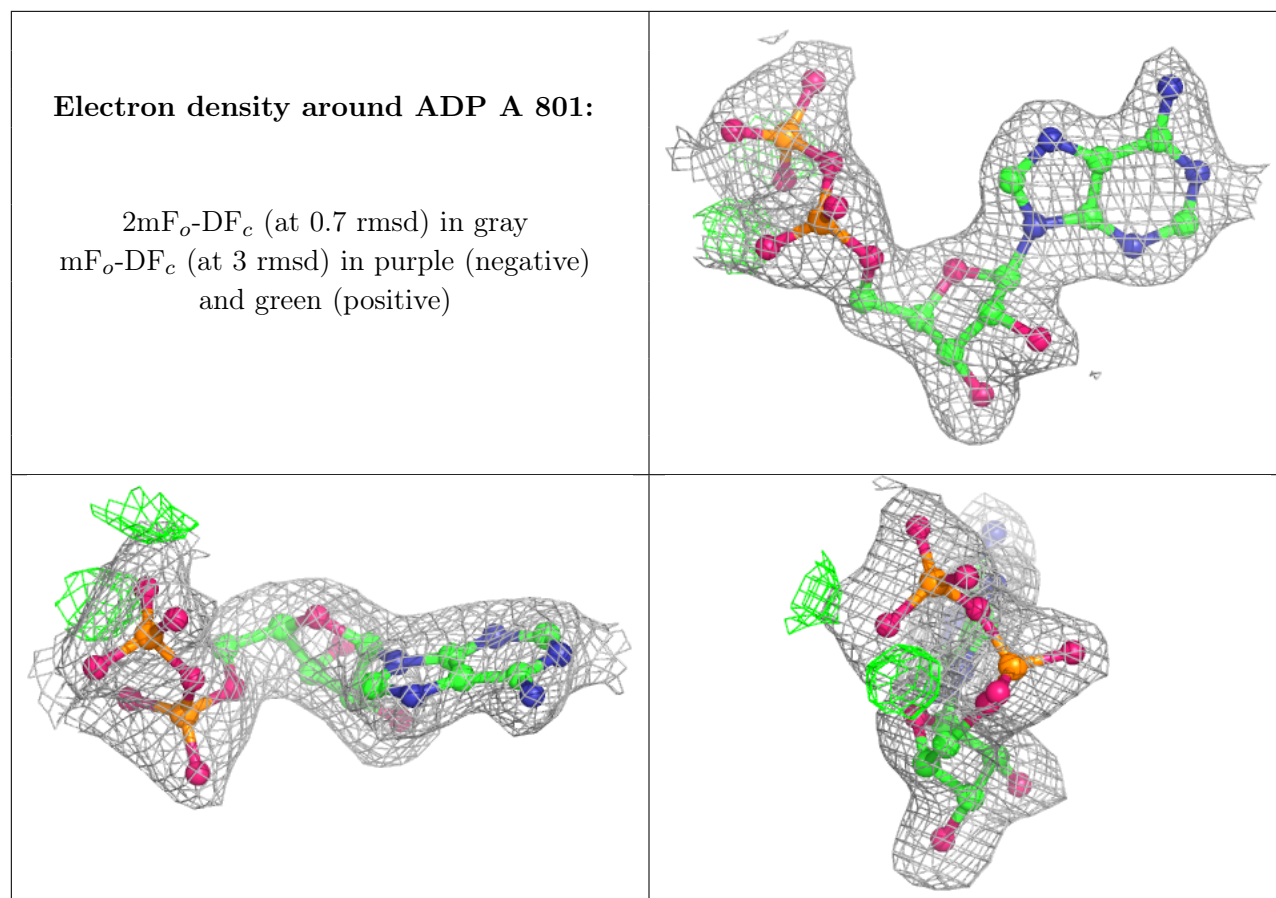 Electron density around ADP A 801:
2mFo-DFc (at 0.7 rmsd) in gray
mFo-DFc (at 3 rmsd) in purple (negative)
and green (positive)